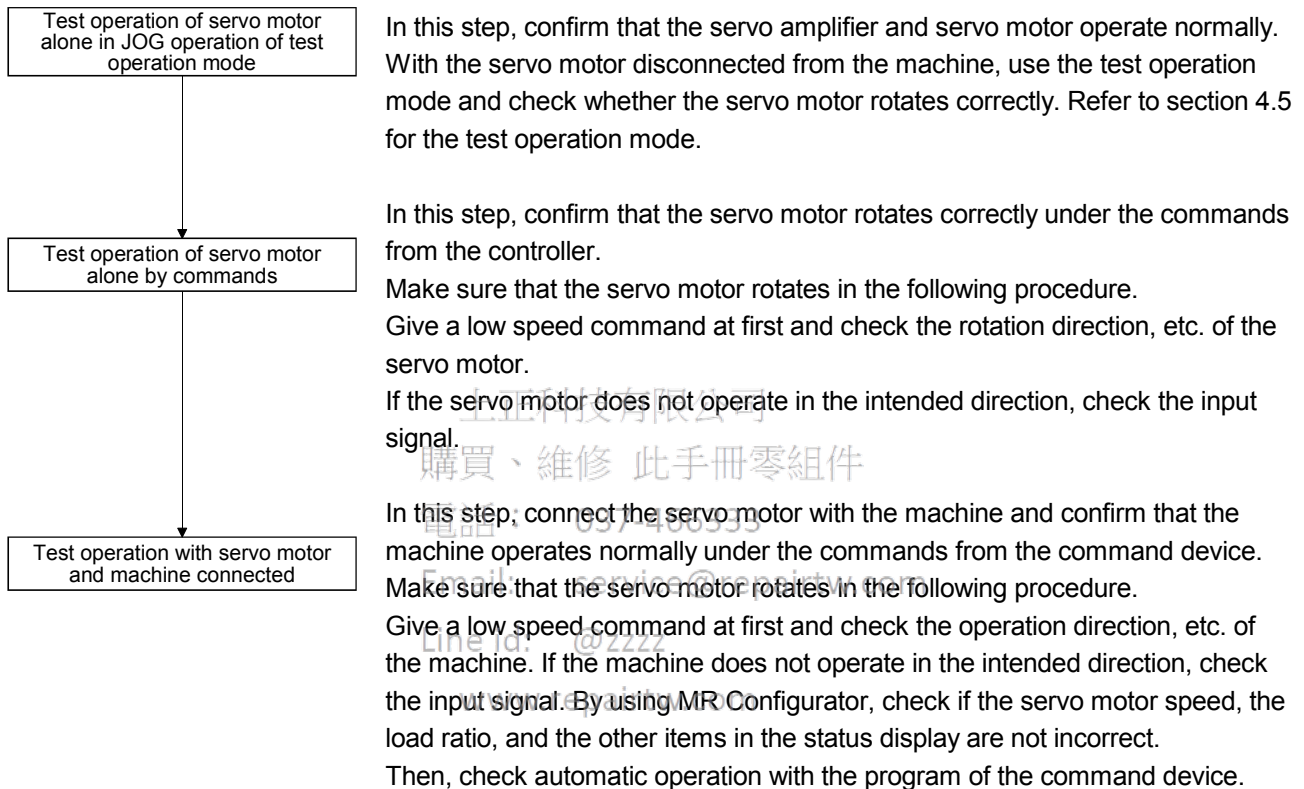 Test operation of servo motor
alone in JOG operation of test
operation mode
In this step, confirm that the servo amplifier and servo motor operate normally.
With the servo motor disconnected from the machine, use the test operation
mode and check whether the servo motor rotates correctly. Refer to section 4.5
for the test operation mode.
Test operation of servo motor
alone by commands
In this step, confirm that the servo motor rotates correctly under the commands
from the controller.
Make sure that the servo motor rotates in the following procedure.
Give a low speed command at first and check the rotation direction, etc. of the
servo motor.
If the servo motor does not operate in the intended direction, check the input
signal.
Test operation with servo motor
and machine connected
In this step, connect the servo motor with the machine and confirm that the
machine operates normally under the commands from the command device.
Make sure that the servo motor rotates in the following procedure.
Give a low speed command at first and check the operation direction, etc. of
the machine. If the machine does not operate in the intended direction, check
the input signal. By using MR Configurator, check if the servo motor speed, the
load ratio, and the other items in the status display are not incorrect.
Then, check automatic operation with the program of the command device.
正科技有限公司
購買、維修 此手冊零組件
電話: 037-466333
Email: service@repairtw.com
Line id: @zzzz
www.repairtw.com